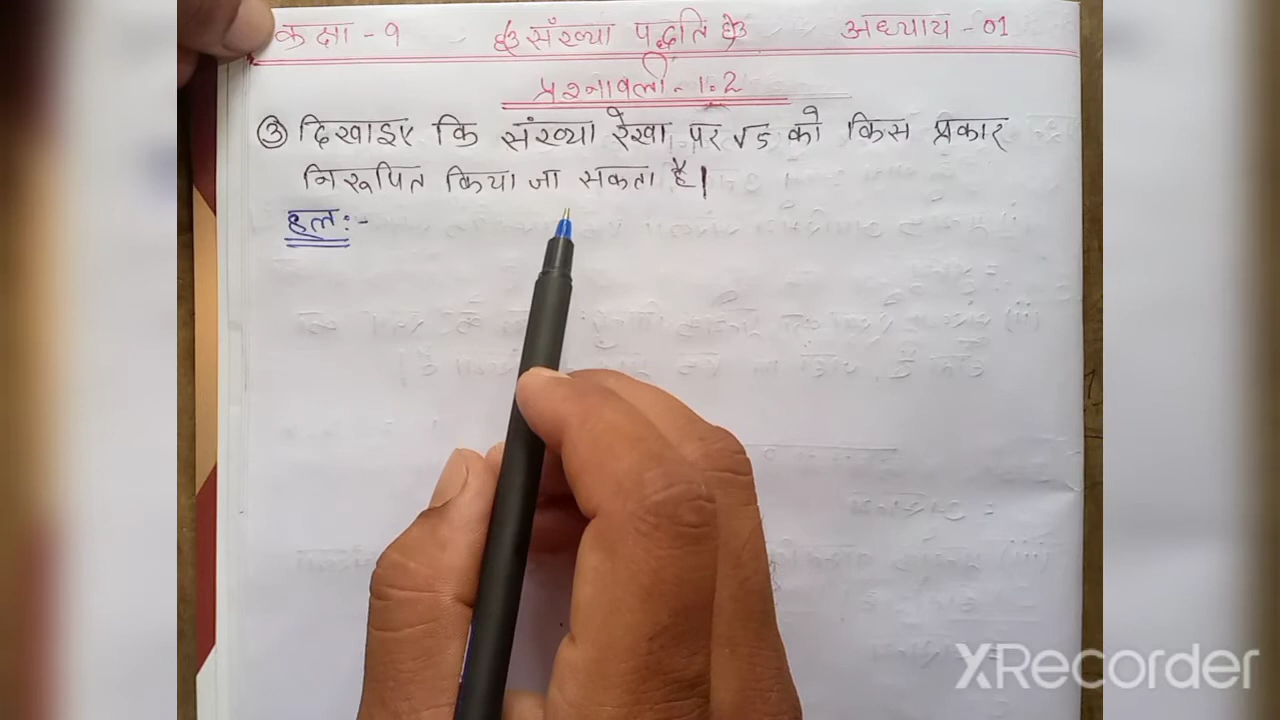 कक्षा - 9 संख्या पद्धति अध्याय - 01
प्रश्नावली - 1.2
③ दिखाइए कि संख्या रेखा पर √5 को किस प्रकार
निरूपित किया जा सकता है।
हल :-
XRecorder